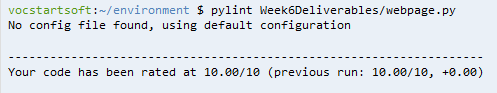 vocstartsoft:~/environment $ pylint Week6Deliverables/webpage.py
No config file found, using default configuration
--------------------------------------------------------------------
Your code has been rated at 10.00/10 (previous run: 10.00/10, +0.00)